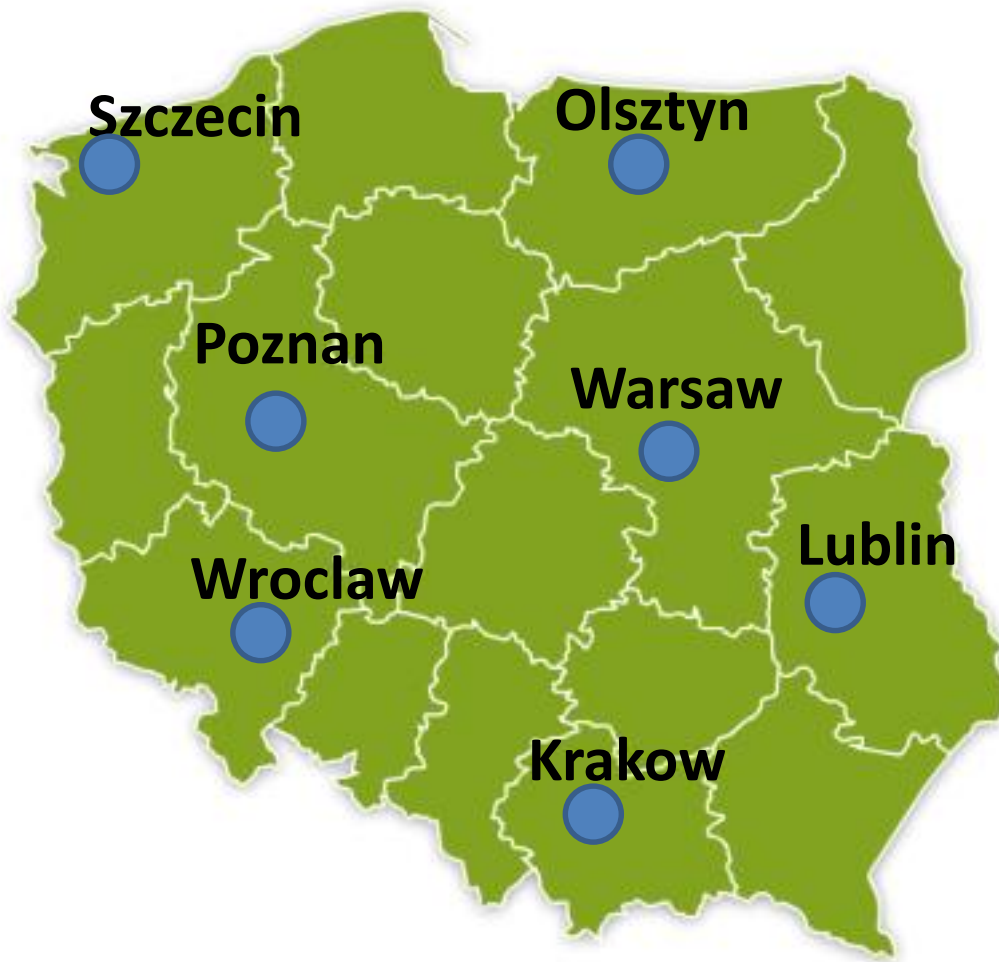 Szczecin
Olsztyn
Poznan
Warsaw
Lublin
Wroclaw
Krakow